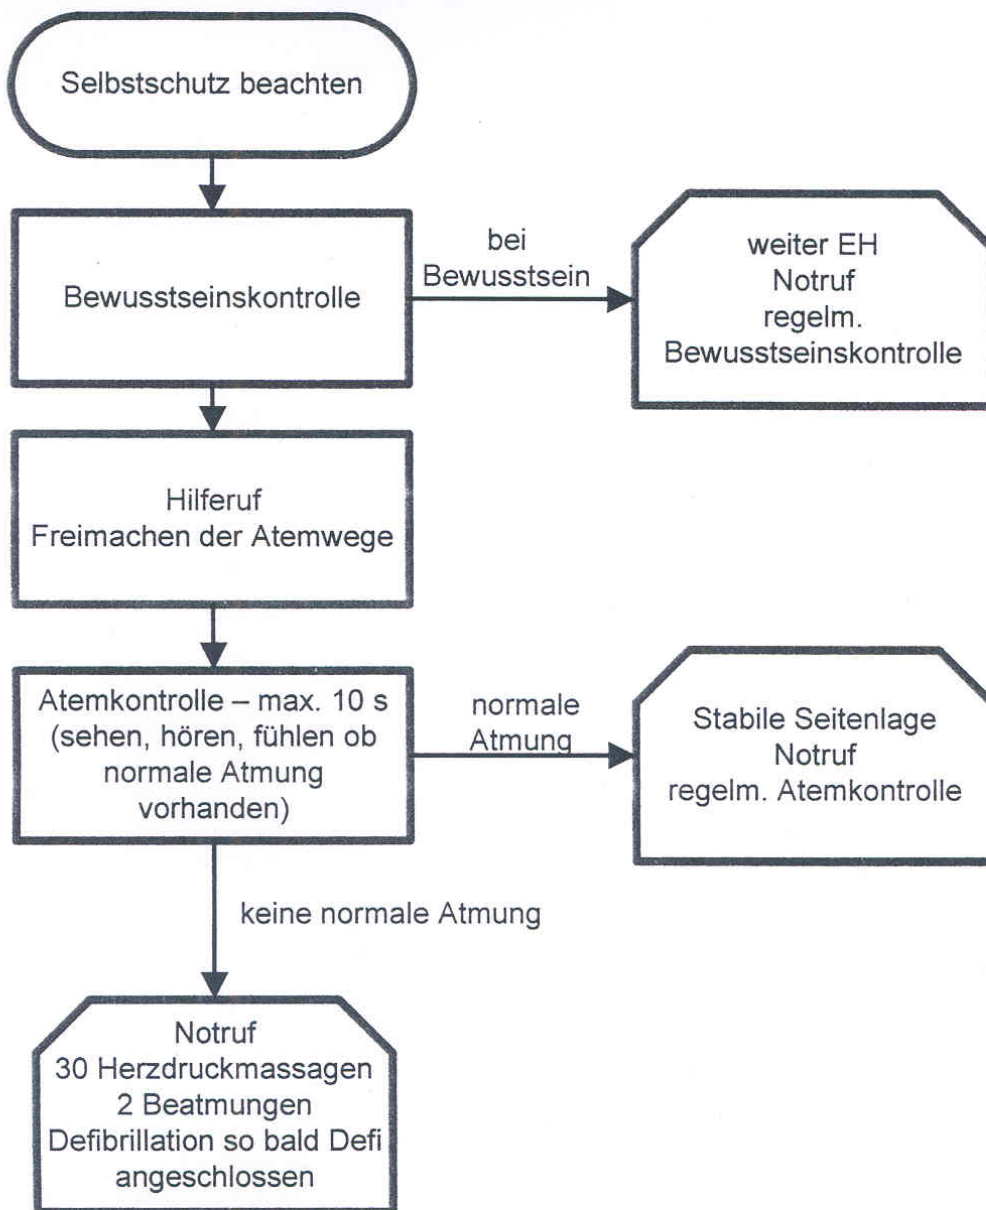 Selbstschutz beachten
Bewusstseinskontrolle
bei
Bewusstsein
weiter EH
Notruf
regelm.
Bewusstseinskontrolle
Hilferuf
Freimachen der Atemwege
Atemkontrolle – max. 10 s
(sehen, hören, fühlen ob
normale Atmung
vorhanden)
normale
Atmung
Stabile Seitenlage
Notruf
regelm. Atemkontrolle
keine normale Atmung
Notruf
30 Herzdruckmassagen
2 Beatmungen
Defibrillation so bald Defi
angeschlossen